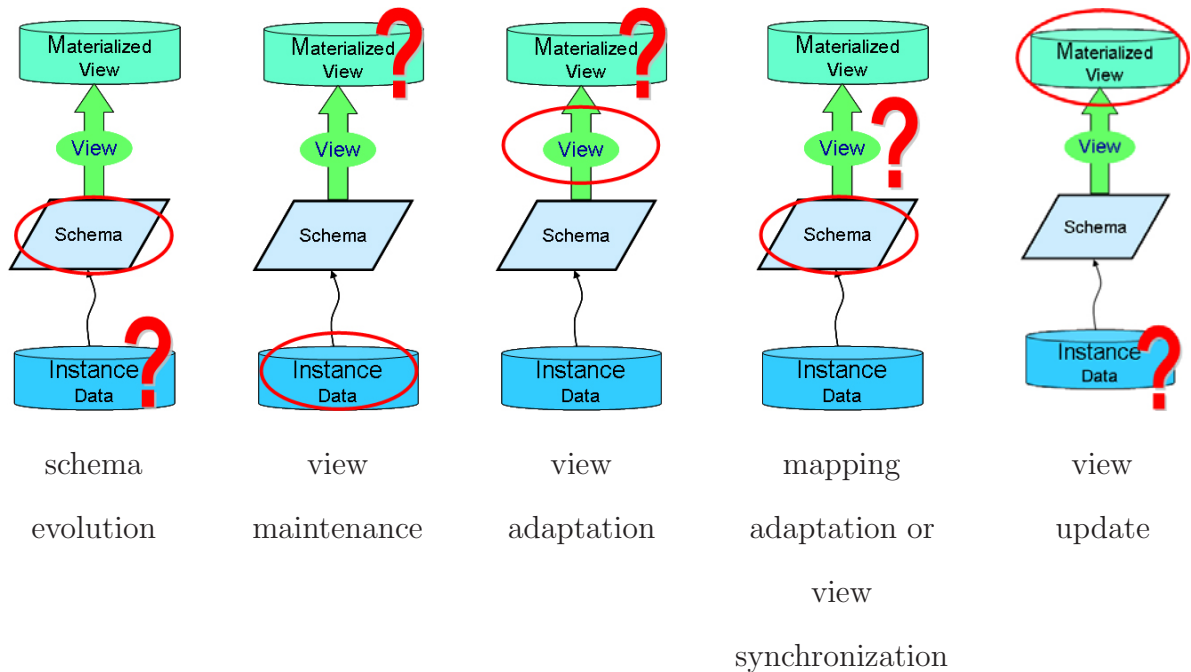 Materialized
View
?
View
Schema
?
Instance
Data
schema
evolution
Materialized
View
?
View
Schema
Instance
Data
view
maintenance
Materialized
View
?
View
Schema
Instance
Data
view
adaptation
Materialized
View
?
View
Schema
Instance
Data
mapping
adaptation or
view
synchronization
Materialized
View
View
Schema
Instance
Data
?
view
update